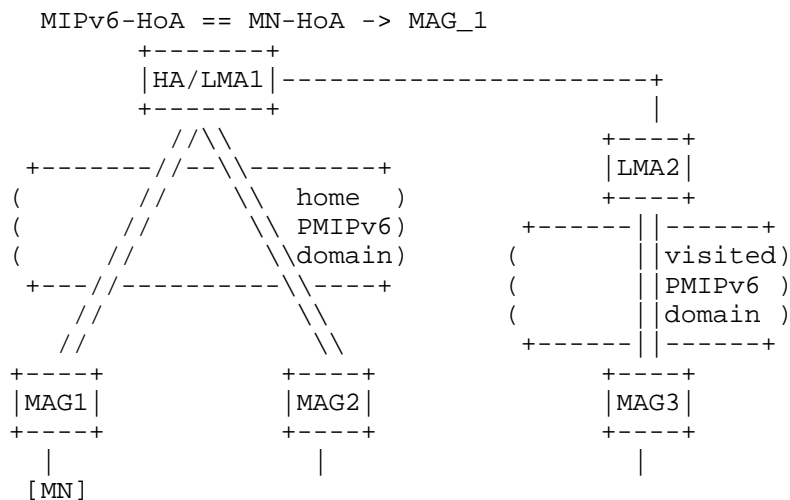 MIPv6-HoA == MN-HoA -> MAG_1
HA/LMA1
LMA2
home
PMIPv6
domain
visited
PMIPv6
domain
MAG1 MAG2 MAG3
[MN]